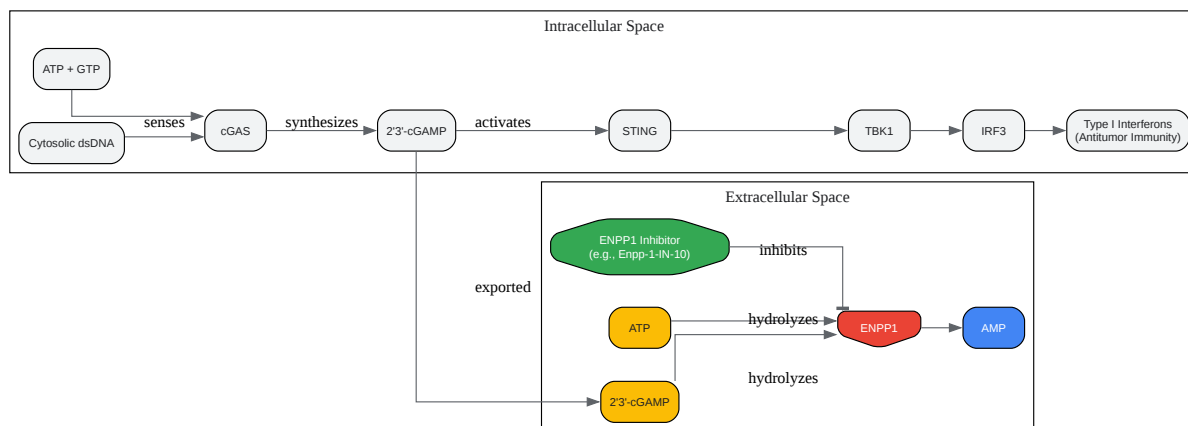 Intracellular Space
ATP + GTP
senses
Cytosolic dsDNA
cGAS
synthesizes
2'3'-cGAMP
activates
STING
TBK1
IRF3
Type I Interferons
(Antitumor Immunity)
exported
Extracellular Space
ENPP1 Inhibitor
(e.g., Enpp-1-IN-10)
inhibits
ATP
hydrolyzes
ENPP1
AMP
2'3'-cGAMP
hydrolyzes